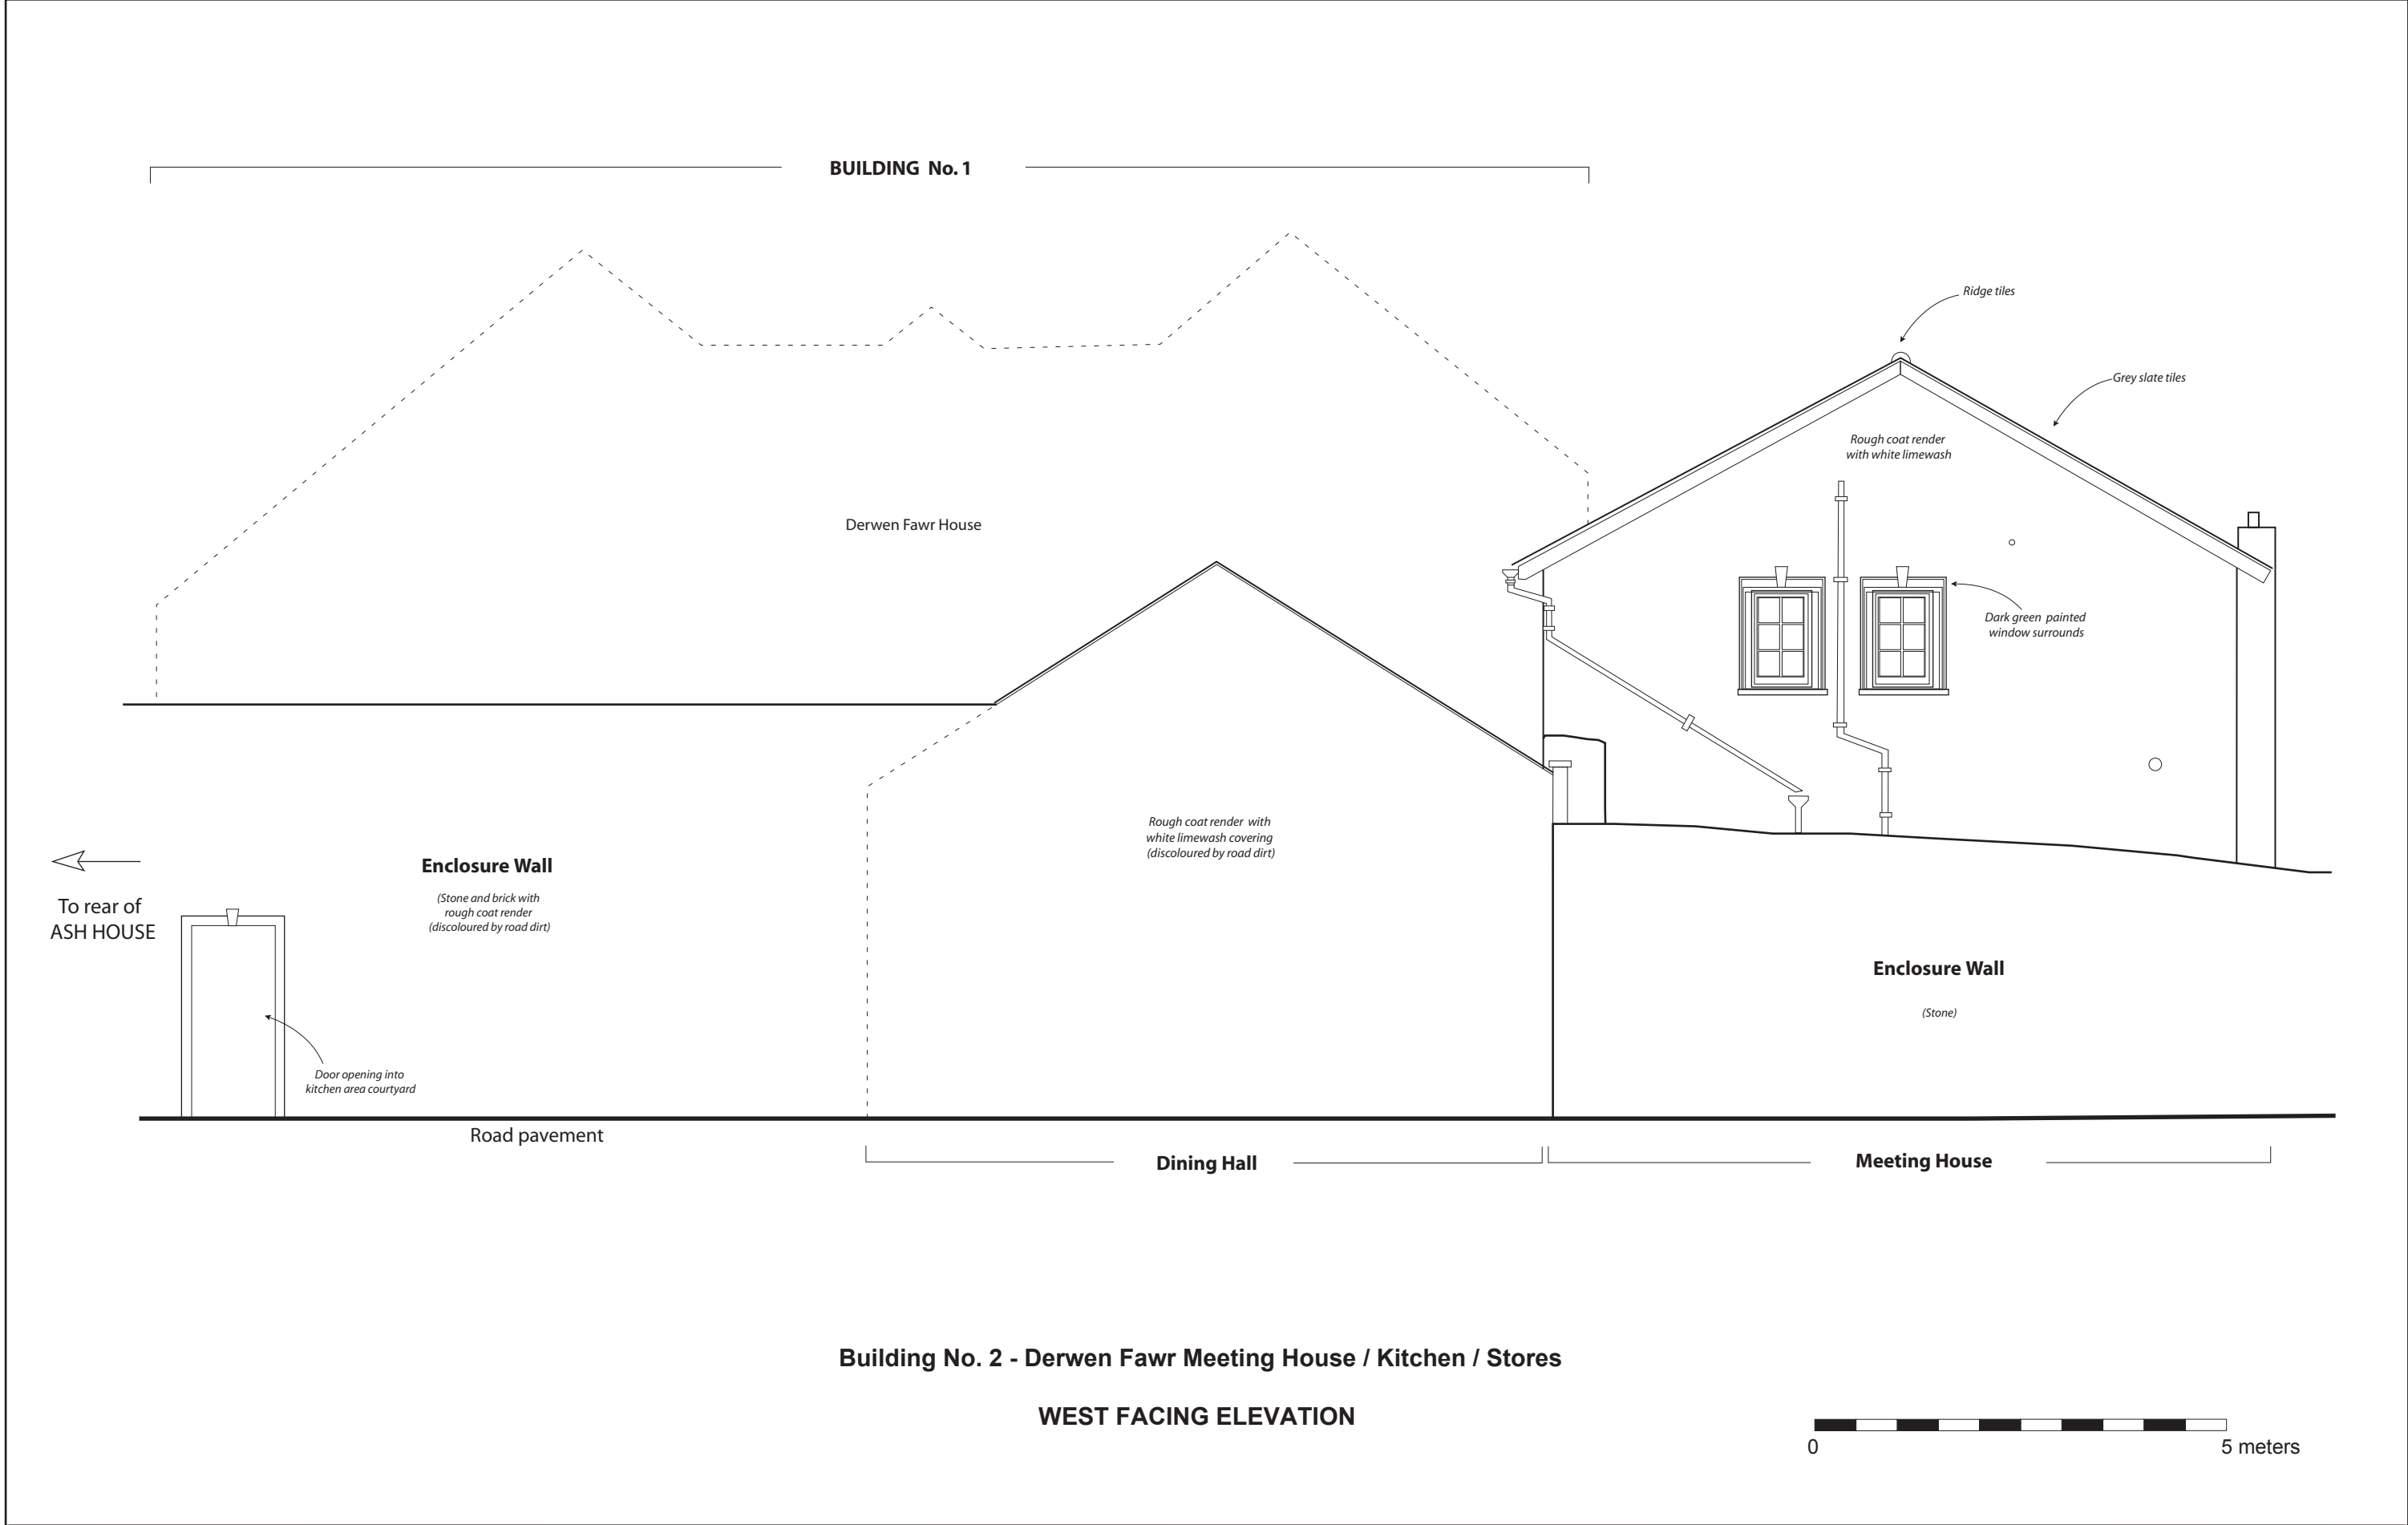 BUILDING No. 1
Ridge tiles
Grey slate tiles
Rough coat render
with white limewash
Derwen Fawr House
Dark green painted
window surrounds
Rough coat render with
white limewash covering
(discoloured by road dirt)
Enclosure Wall
(Stone and brick with
rough coat render
(discoloured by road dirt)
To rear of
ASH HOUSE
Enclosure Wall
(Stone)
Door opening into
kitchen area courtyard
Road pavement
Dining Hall
Meeting House
Building No. 2 - Derwen Fawr Meeting House / Kitchen / Stores
WEST FACING ELEVATION
0
5 meters